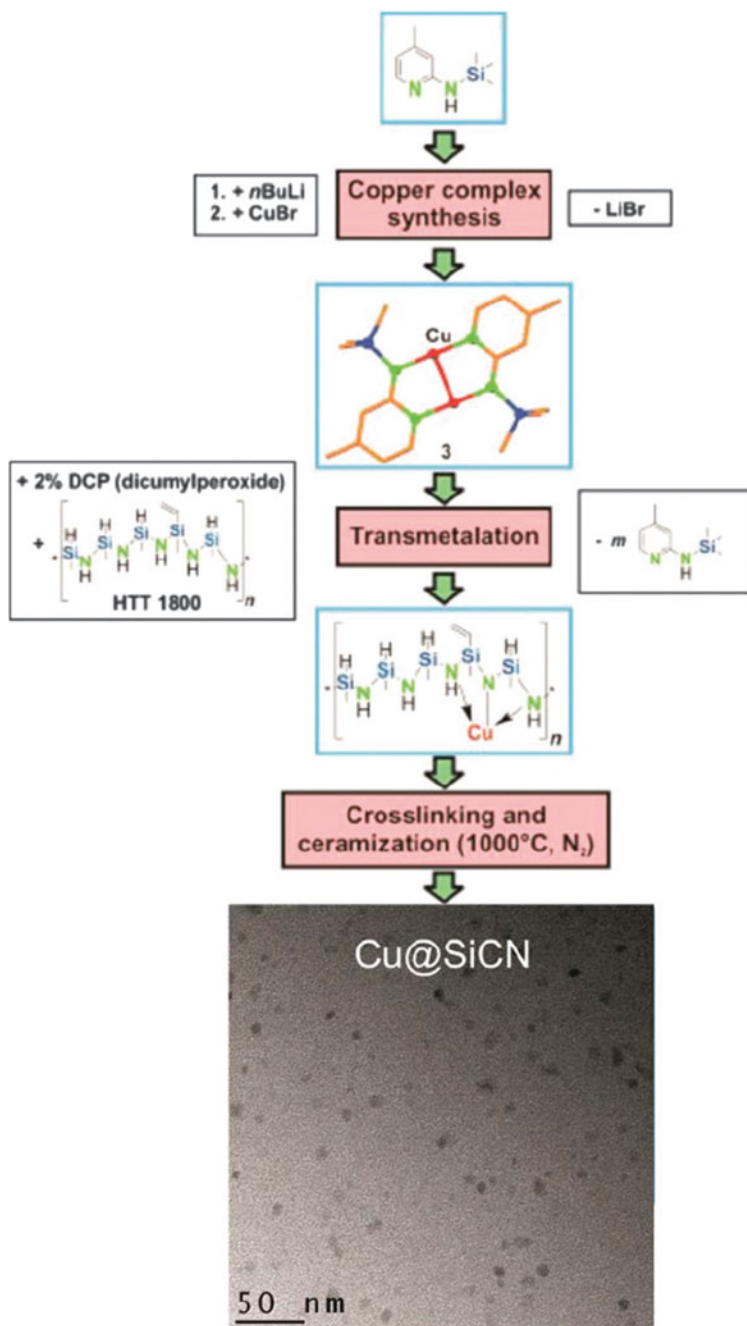 Si
N
N
H
1. + nBuLi
2. + CuBr
Copper complex
synthesis
- LiBr
Cu
3
+ 2% DCP (dicumylperoxide)
+
H H H H
Si Si Si Si Si
N N N N N
H H H H H
n
HTT 1800
Transmetalation
- m
Si
N
N
H
H H H H
Si Si Si Si Si
N N N N N
H H H H
Cu
n
Crosslinking and
ceramization (1000°C, N₂)
Cu@SiCN
50 nm